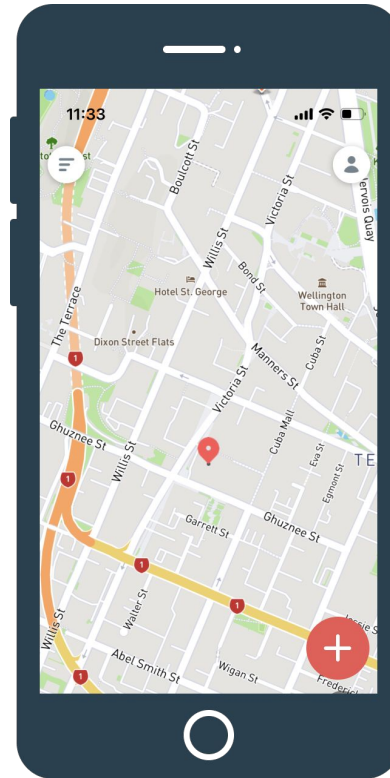 11:33
Boulcott St
Victoria St
Willis St
Bond St
Hotel St. George
Wellington
Town Hall
The Terrace
Dixon Street Flats
Cuba St
Manners St
1
Victoria St
Ghuznee St
Willis St
Cuba Mall
Eva St
TE
Egmont St
1
Garrett St
Ghuznee St
1
1
Walter St
Willis St
Abel Smith St
Wigan St
1